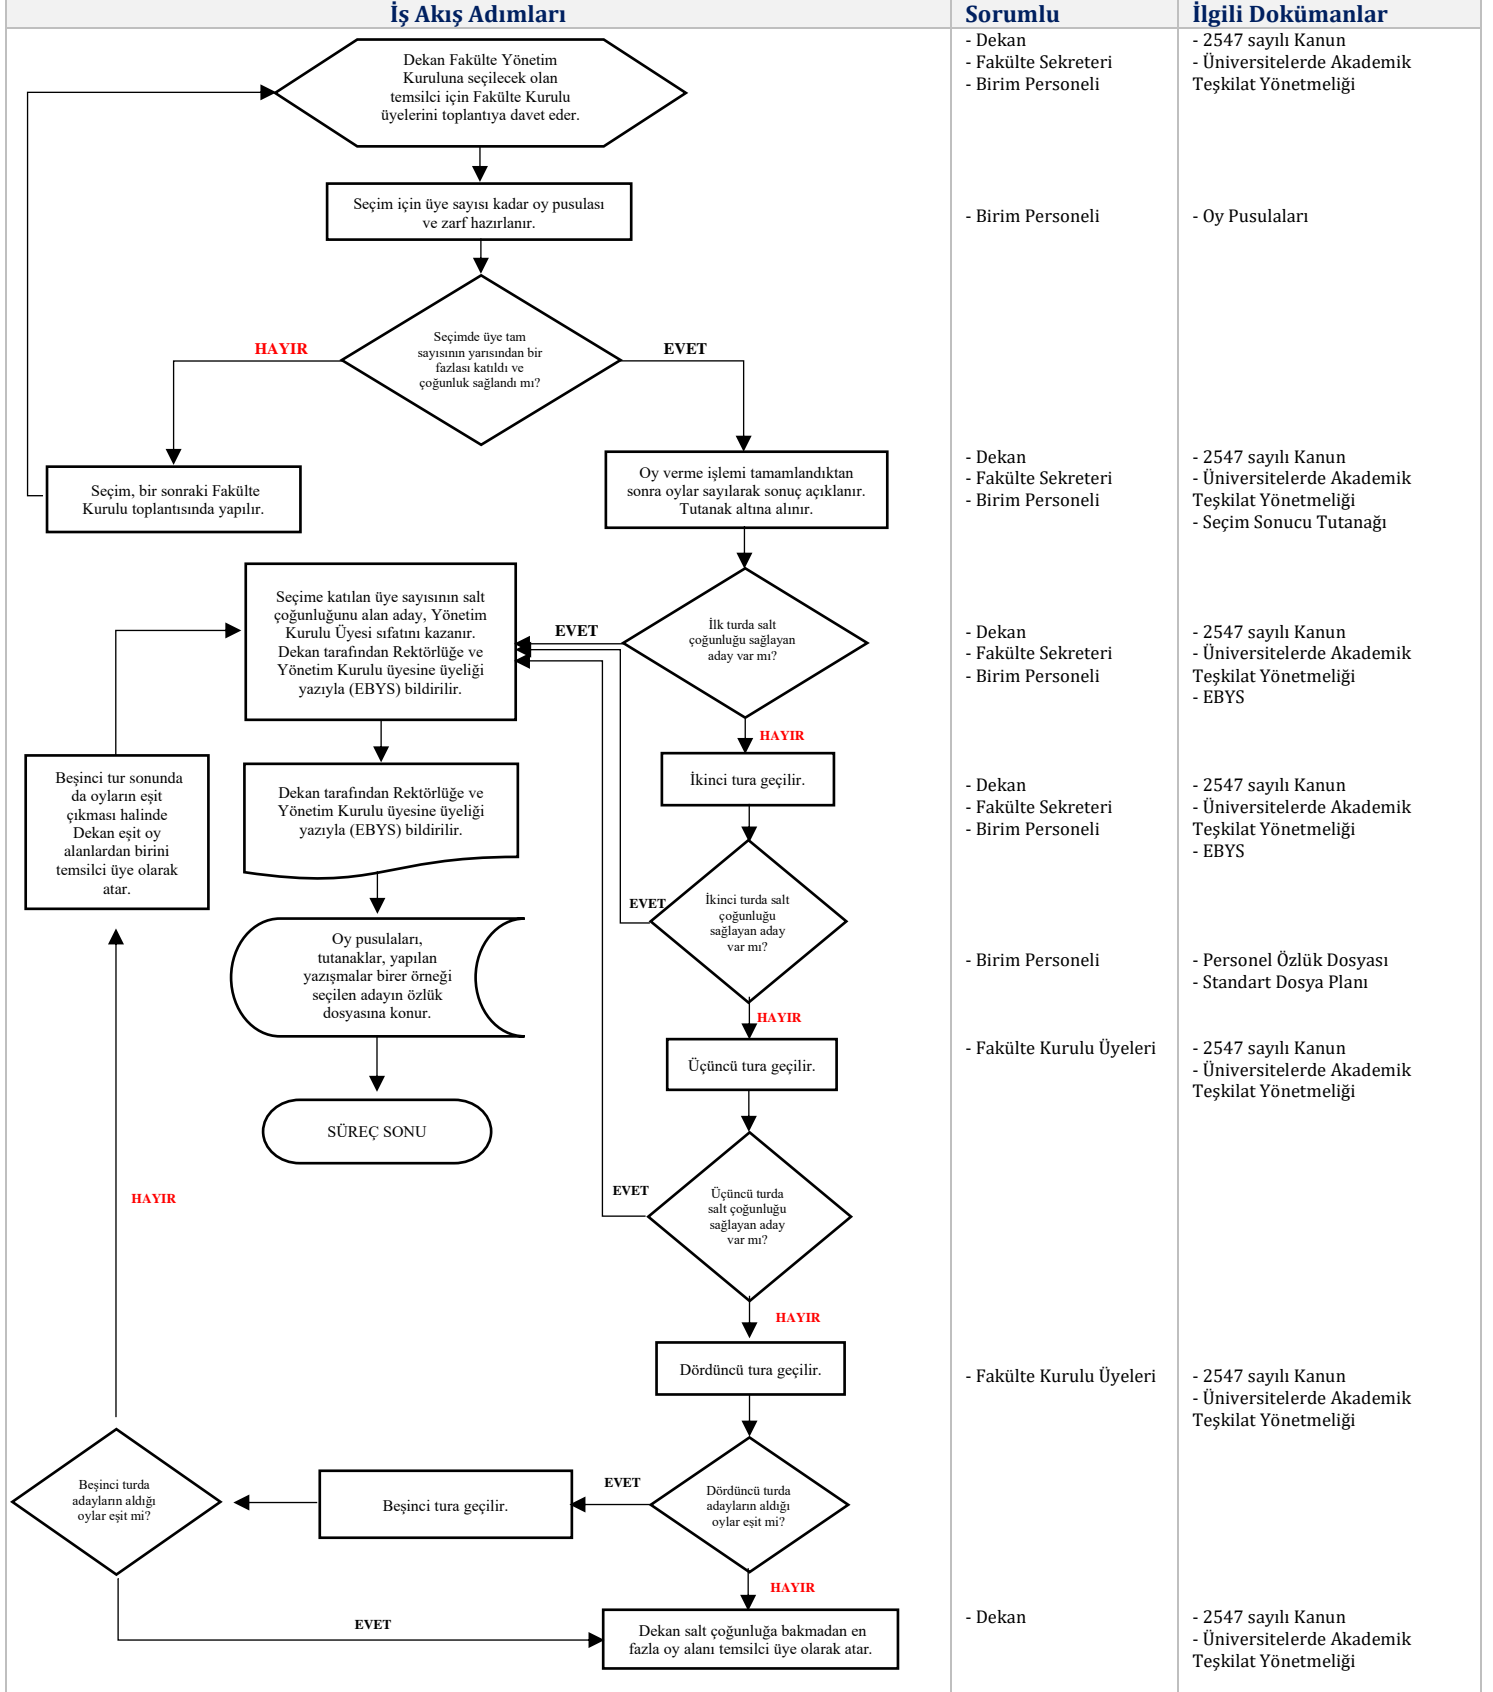 İş Akış Adımları
Sorumlu
İlgili Dokümanlar
Dekan Fakülte Yönetim
Kuruluna seçilecek olan
temsilci için Fakülte Kurulu
üyelerini toplantıya davet eder.
- Dekan
- Fakülte Sekreteri
- Birim Personeli
- 2547 sayılı Kanun
- Üniversitelerde Akademik
Teşkilat Yönetmeliği
Seçim için üye sayısı kadar oy pusulası
ve zarf hazırlanır.
- Birim Personeli
- Oy Pusulaları
Seçimde üye tam
sayısının yarısından bir
fazlası katıldı ve
çoğunluk sağlandı mı?
HAYIR
EVET
Seçim, bir sonraki Fakülte
Kurulu toplantısında yapılır.
Oy verme işlemi tamamlandıktan
sonra oylar sayılarak sonuç açıklanır.
Tutanak altına alınır.
- Dekan
- Fakülte Sekreteri
- Birim Personeli
- 2547 sayılı Kanun
- Üniversitelerde Akademik
Teşkilat Yönetmeliği
- Seçim Sonucu Tutanağı
Seçime katılan üye sayısının salt
çoğunluğunu alan aday, Yönetim
Kurulu Üyesi sıfatını kazanır.
Dekan tarafından Rektörlüğe ve
Yönetim Kurulu üyesine üyeliği
yazıyla (EBYS) bildirilir.
EVET
İlk turda salt
çoğunluğu sağlayan
aday var mı?
- Dekan
- Fakülte Sekreteri
- Birim Personeli
- 2547 sayılı Kanun
- Üniversitelerde Akademik
Teşkilat Yönetmeliği
- EBYS
HAYIR
Beşinci tur sonunda
da oyların eşit
çıkması halinde
Dekan eşit oy
alanlardan birini
temsilci üye olarak
atar.
Dekan tarafından Rektörlüğe ve
Yönetim Kurulu üyesine üyeliği
yazıyla (EBYS) bildirilir.
İkinci tura geçilir.
- Dekan
- Fakülte Sekreteri
- Birim Personeli
- 2547 sayılı Kanun
- Üniversitelerde Akademik
Teşkilat Yönetmeliği
- EBYS
EVET
İkinci turda salt
çoğunluğu
sağlayan aday
var mı?
Oy pusulaları,
tutanaklar, yapılan
yazışmalar birer örneği
seçilen adayın özlük
dosyasına konur.
- Birim Personeli
- Personel Özlük Dosyası
- Standart Dosya Planı
HAYIR
Üçüncü tura geçilir.
- Fakülte Kurulu Üyeleri
- 2547 sayılı Kanun
- Üniversitelerde Akademik
Teşkilat Yönetmeliği
SÜREÇ SONU
HAYIR
EVET
Üçüncü turda
salt çoğunluğu
sağlayan aday
var mı?
HAYIR
Dördüncü tura geçilir.
- Fakülte Kurulu Üyeleri
- 2547 sayılı Kanun
- Üniversitelerde Akademik
Teşkilat Yönetmeliği
Beşinci turda
adayların aldığı
oylar eşit mi?
Beşinci tura geçilir.
EVET
Dördüncü turda
adayların aldığı
oylar eşit mi?
HAYIR
EVET
Dekan salt çoğunluğa bakmadan en
fazla oy alanı temsilci üye olarak atar.
- Dekan
- 2547 sayılı Kanun
- Üniversitelerde Akademik
Teşkilat Yönetmeliği